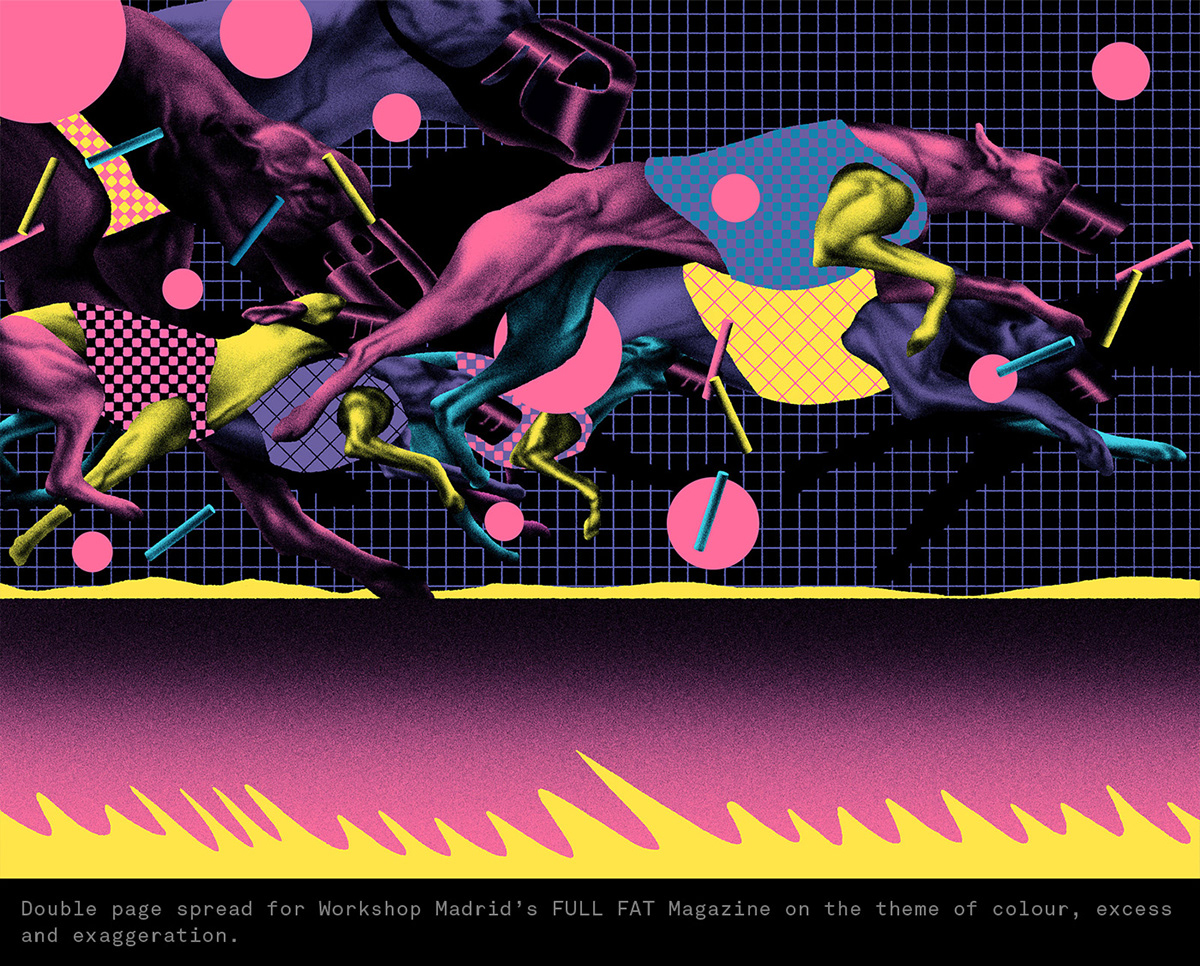 Double page spread for Workshop Madrid’s FULL FAT Magazine on the theme of colour, excess
and exaggeration.